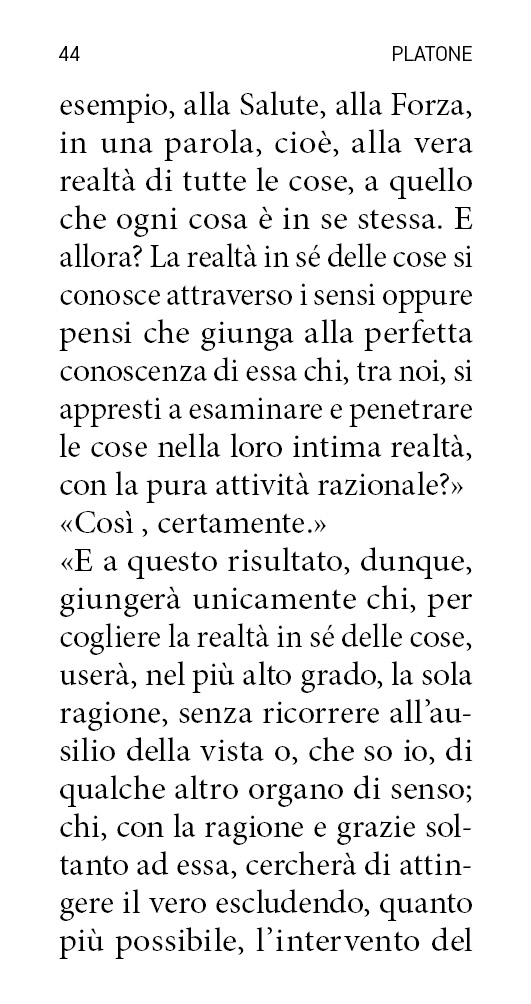 44 PLATONE
esempio, alla Salute, alla Forza,
in una parola, cioè, alla vera
realtà di tutte le cose, a quello
che ogni cosa è in se stessa. E
allora? La realtà in sé delle cose si
conosce attraverso i sensi oppure
pensi che giunga alla perfetta
conoscenza di essa chi, tra noi, si
appresti a esaminare e penetrare
le cose nella loro intima realtà,
con la pura attività razionale?»
«Così , certamente.»
«E a questo risultato, dunque,
giungerà unicamente chi, per
cogliere la realtà in sé delle cose,
userà, nel più alto grado, la sola
ragione, senza ricorrere all’au-
silio della vista o, che so io, di
qualche altro organo di senso;
chi, con la ragione e grazie sol-
tanto ad essa, cercherà di attin-
gere il vero escludendo, quanto
più possibile, l’intervento del